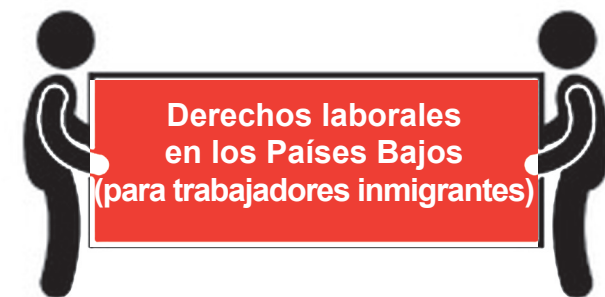 Derechos laborales
en los Países Bajos
(para trabajadores inmigrantes)